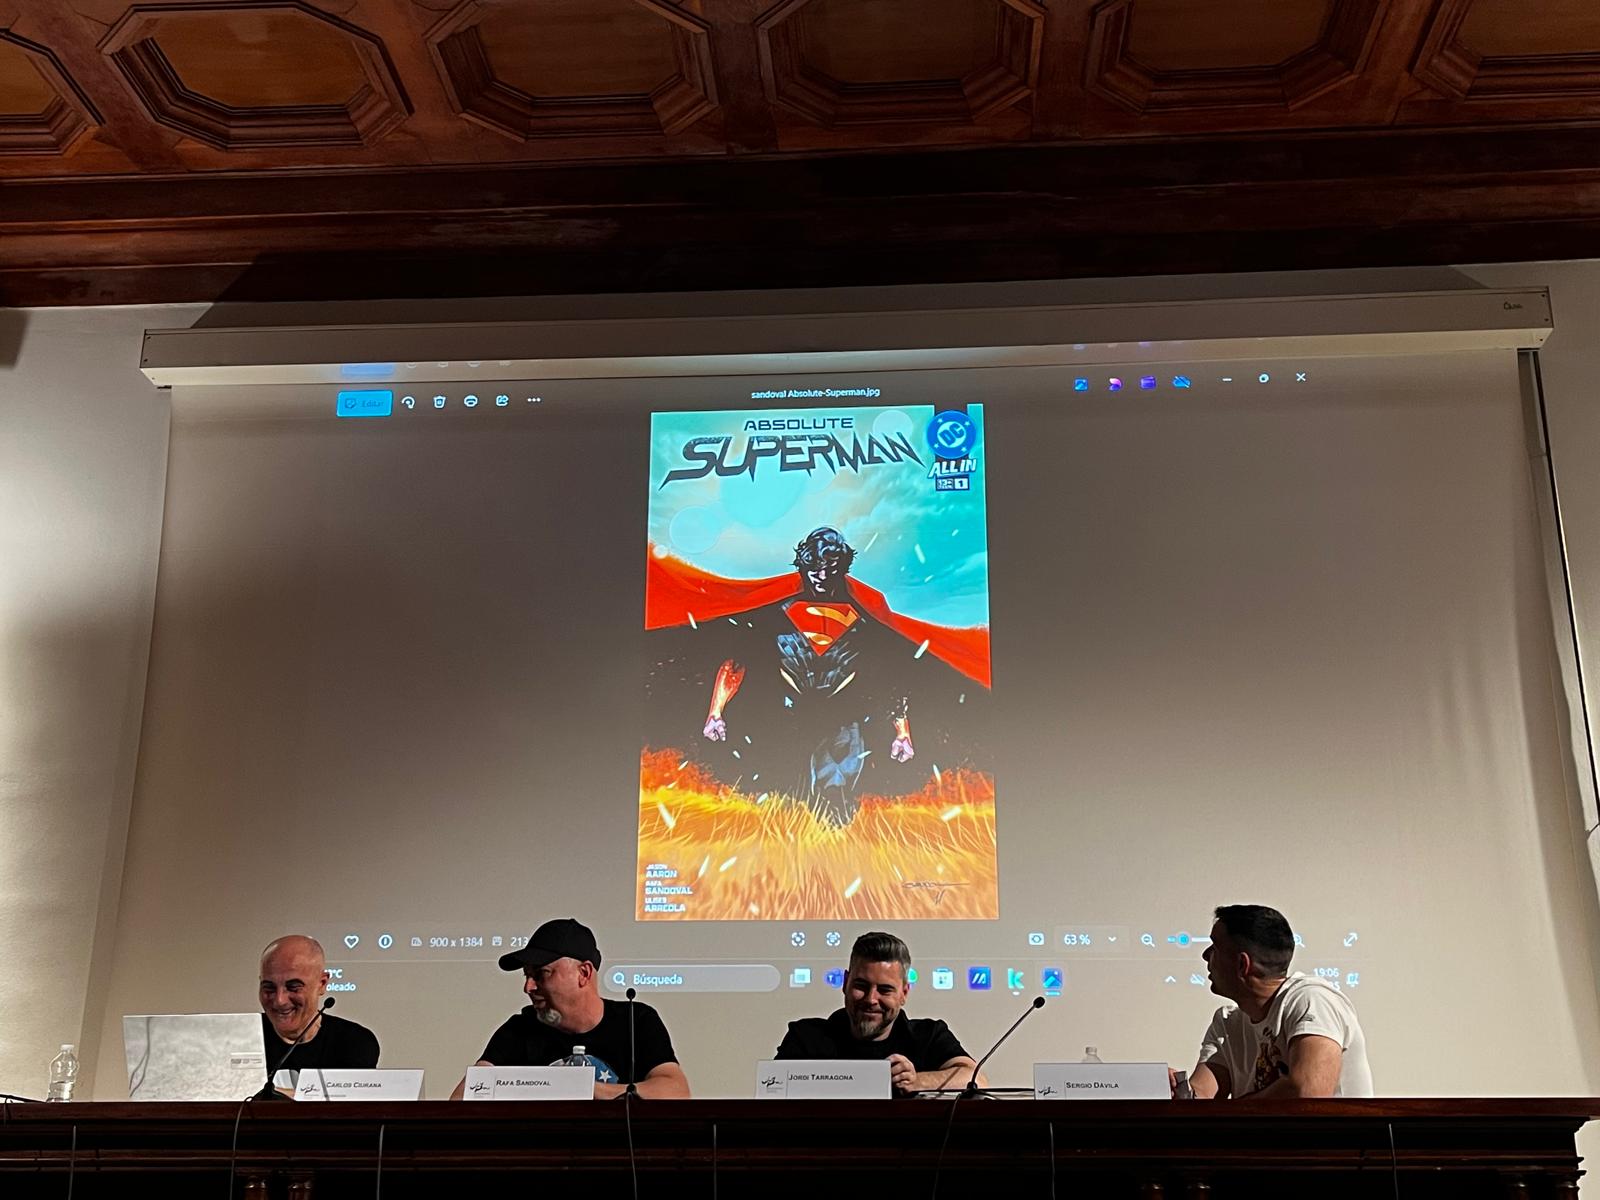 Editar
sandoval Absolute-Superman.jpg
ABSOLUTE
SUPERMAN
DC
ALL IN
1
JASON
AARON
RAFA
SANDOVAL
ULISES
ARREOLA
900 x 1384
63 %
Búsqueda
19:06
CARLOS CIURANA
RAFA SANDOVAL
JORDI TARRAGONA
SERGIO DÁVILA